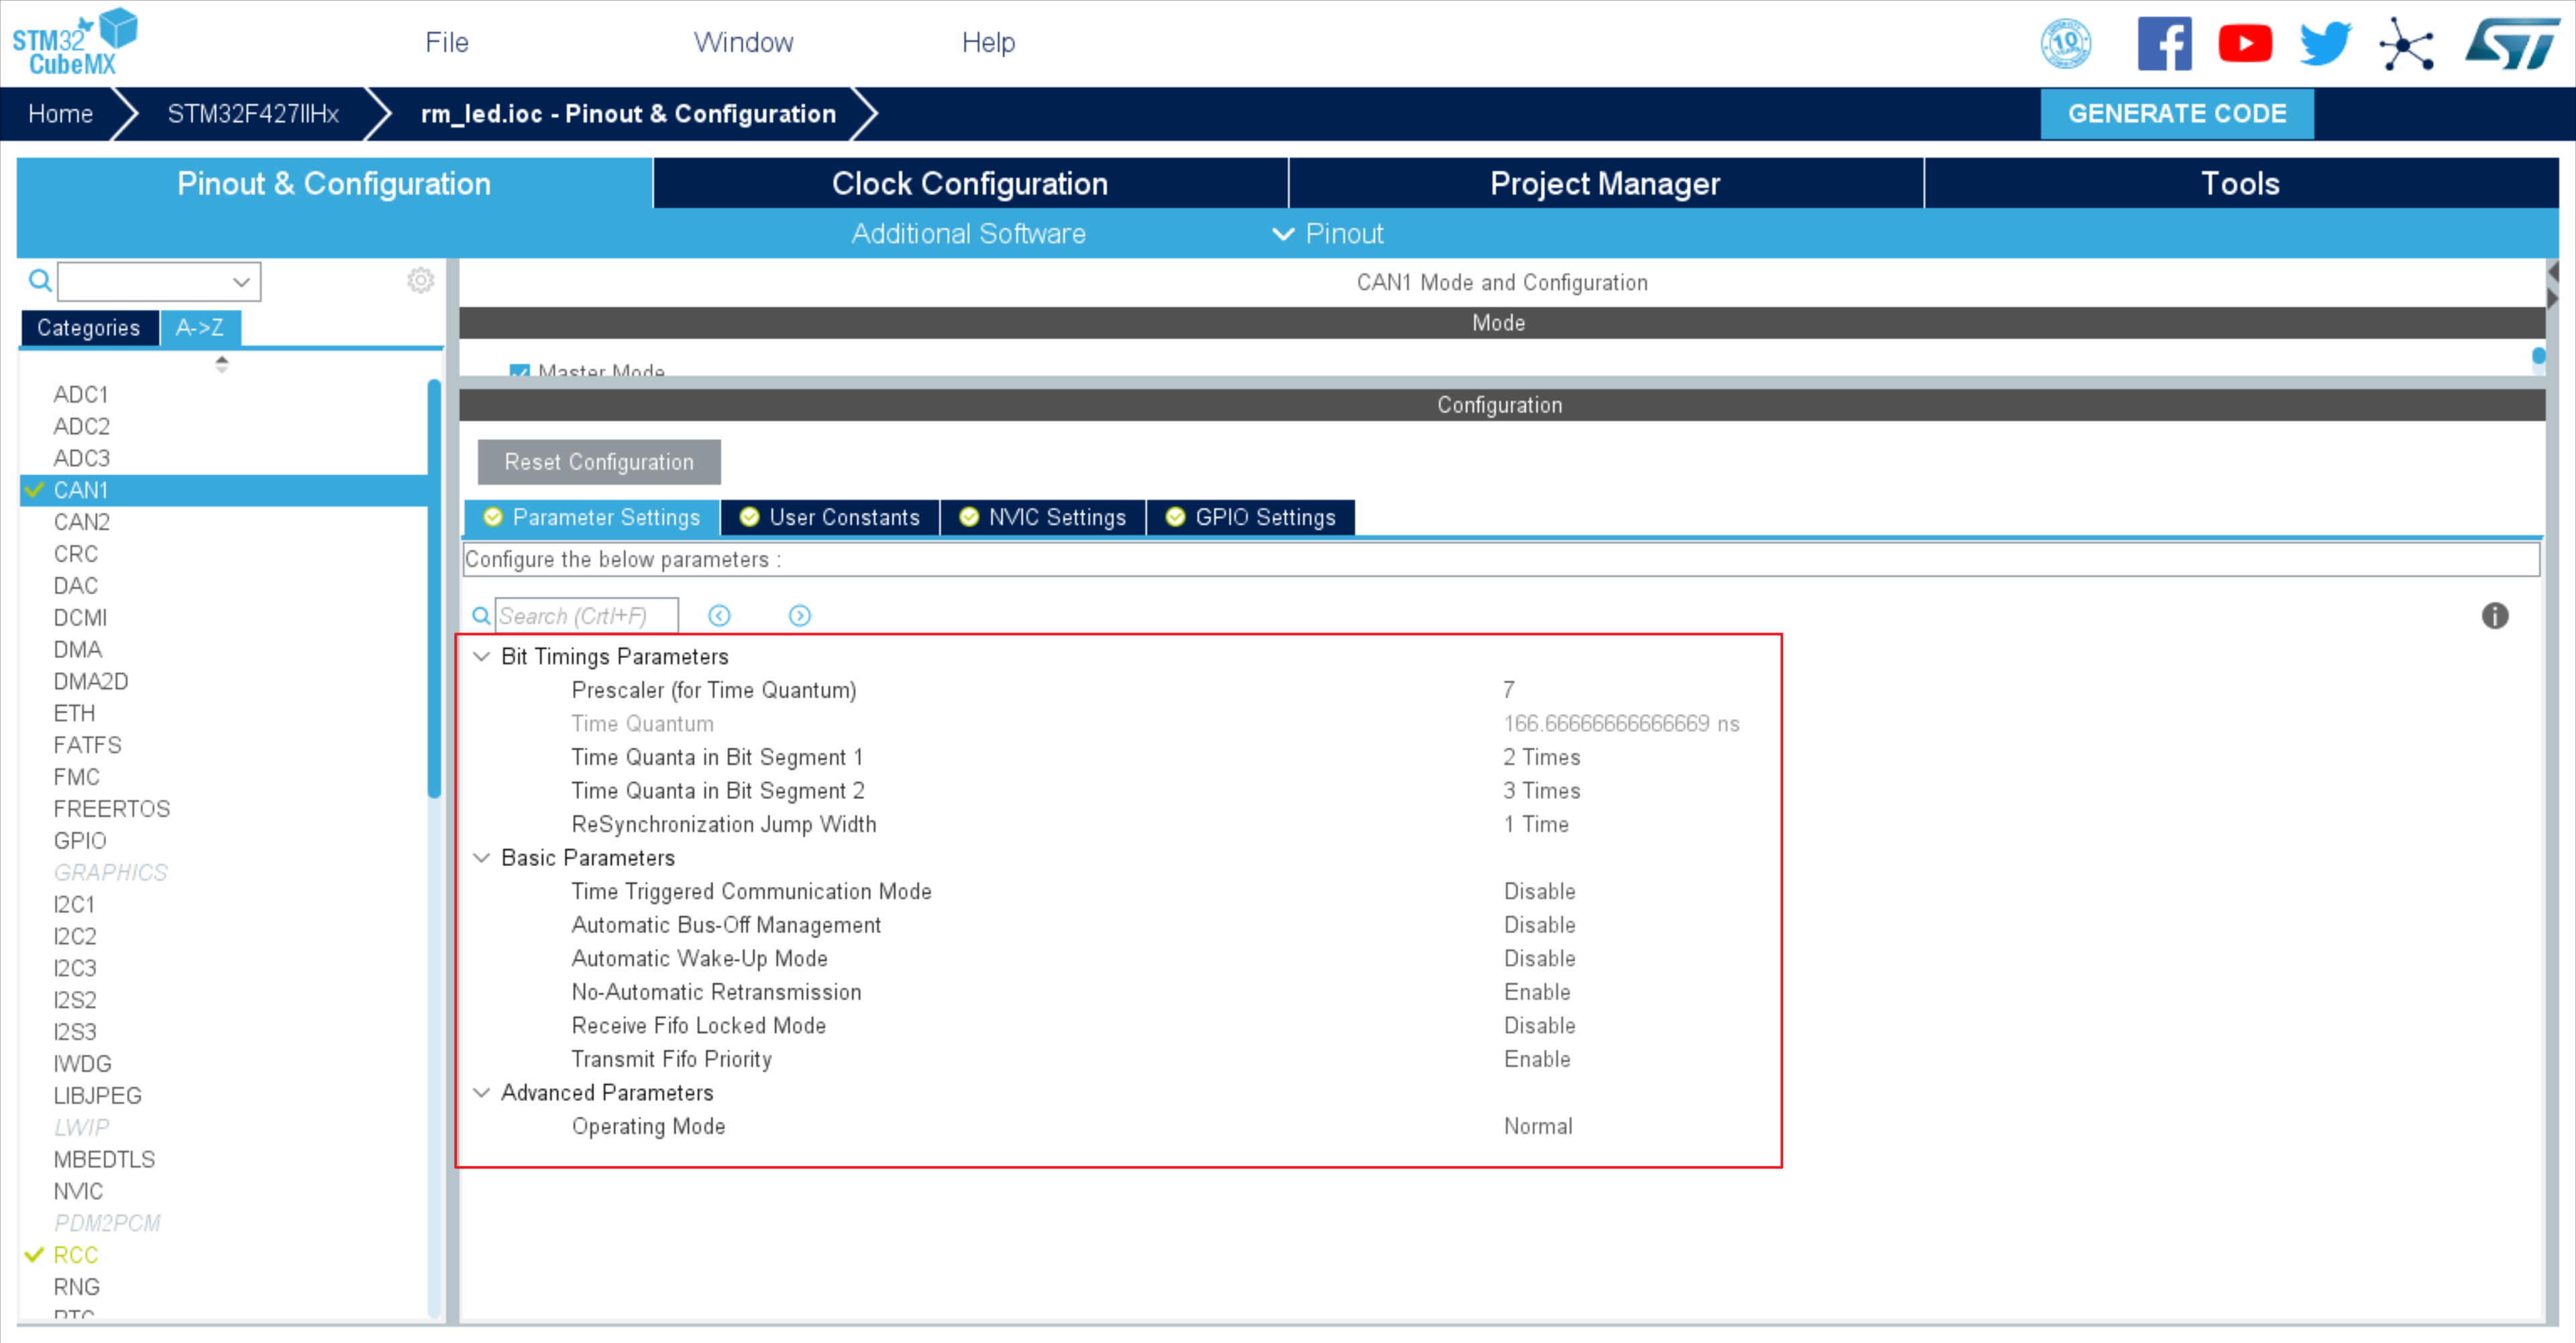 STM32
CubeMX
File Window Help
10
Home STM32F427IIHx rm_led.ioc - Pinout & Configuration GENERATE CODE
Pinout & Configuration Clock Configuration Project Manager Tools
Additional Software Pinout
CAN1 Mode and Configuration
Categories A->Z
Mode
Master Mode
Configuration
Reset Configuration
Parameter Settings User Constants NVIC Settings GPIO Settings
Configure the below parameters :
Search (Crtl+F)
ADC1
ADC2
ADC3
CAN1
CAN2
CRC
DAC
DCMI
DMA
DMA2D
ETH
FATFS
FMC
FREERTOS
GPIO
GRAPHICS
I2C1
I2C2
I2C3
I2S2
I2S3
IWDG
LIBJPEG
LWIP
MBEDTLS
NVIC
PDM2PCM
RCC
RNG
RTC
Bit Timings Parameters
Prescaler (for Time Quantum) 7
Time Quantum 166.66666666666669 ns
Time Quanta in Bit Segment 1 2 Times
Time Quanta in Bit Segment 2 3 Times
ReSynchronization Jump Width 1 Time
Basic Parameters
Time Triggered Communication Mode Disable
Automatic Bus-Off Management Disable
Automatic Wake-Up Mode Disable
No-Automatic Retransmission Enable
Receive Fifo Locked Mode Disable
Transmit Fifo Priority Enable
Advanced Parameters
Operating Mode Normal